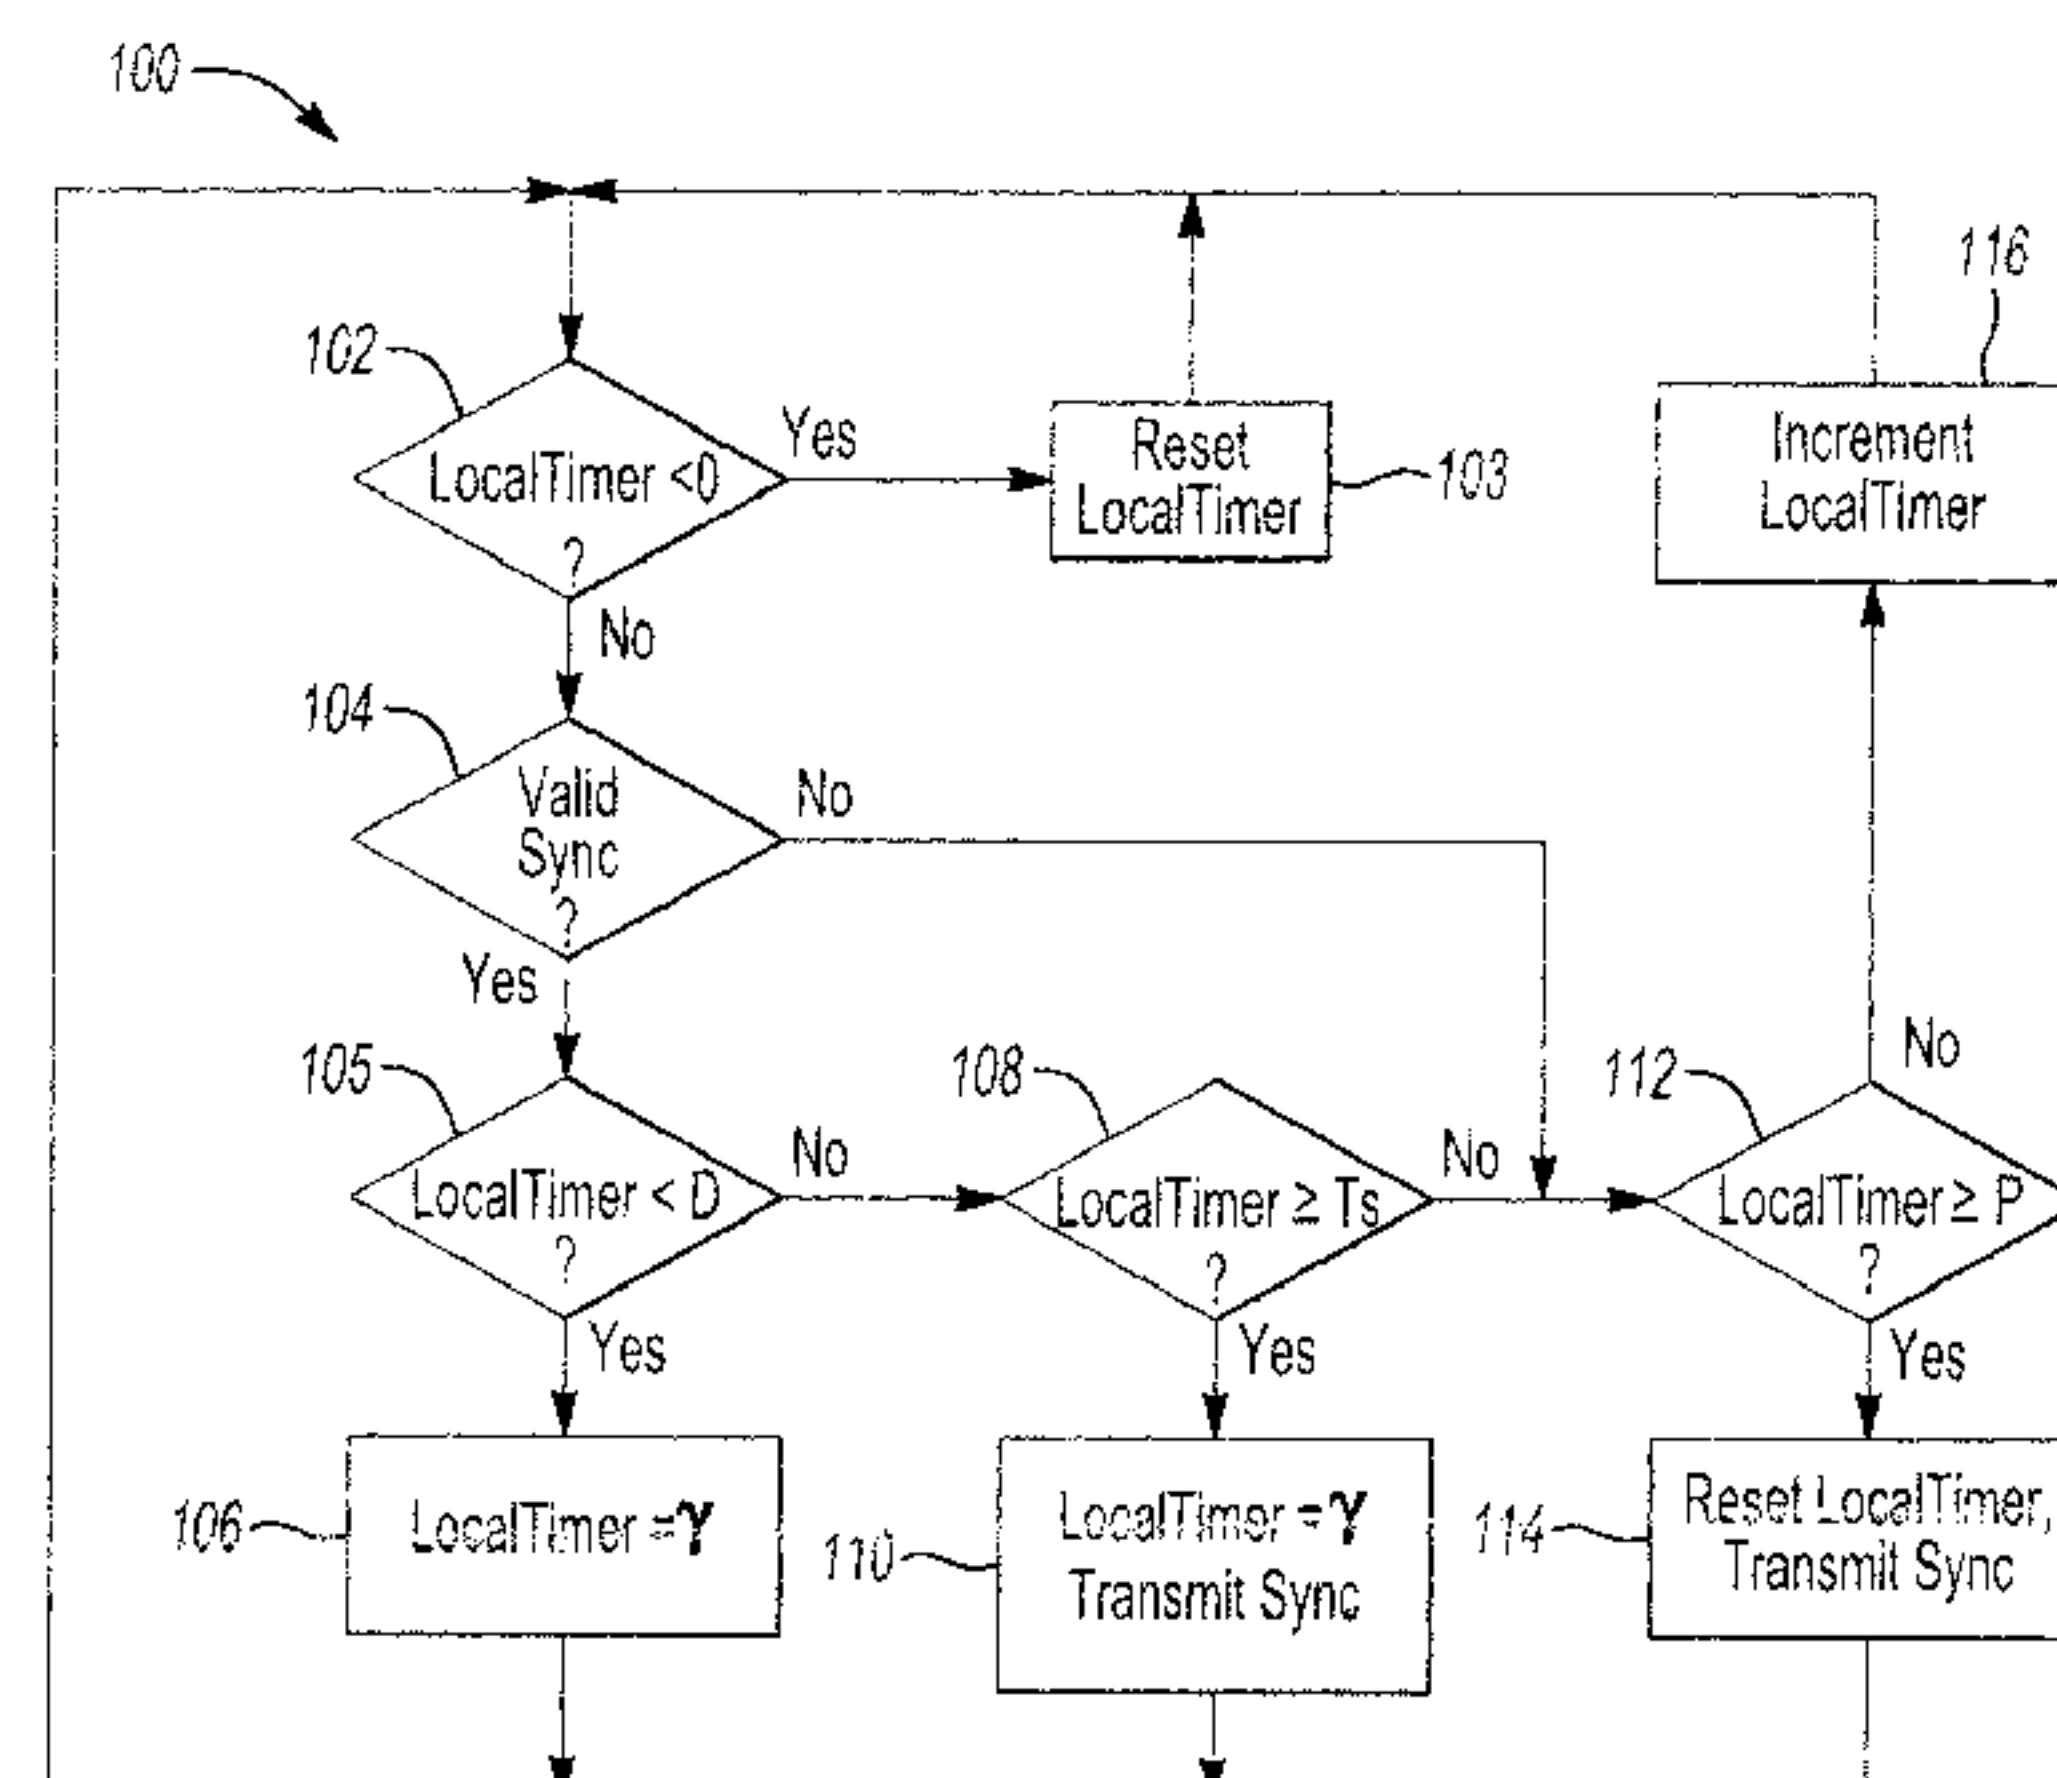 100
116
102
Yes
Reset
LocalTimer
103
Increment
LocalTimer
LocalTimer <0
?
No
104
Valid
Sync
?
No
Yes
105
108
112
No
LocalTimer < D
?
No
LocalTimer ≥ Ts
?
No
LocalTimer ≥ P
?
Yes
Yes
Yes
106
LocalTimer =γ
110
LocalTimer =γ
Transmit Sync
114
Reset LocalTimer,
Transmit Sync